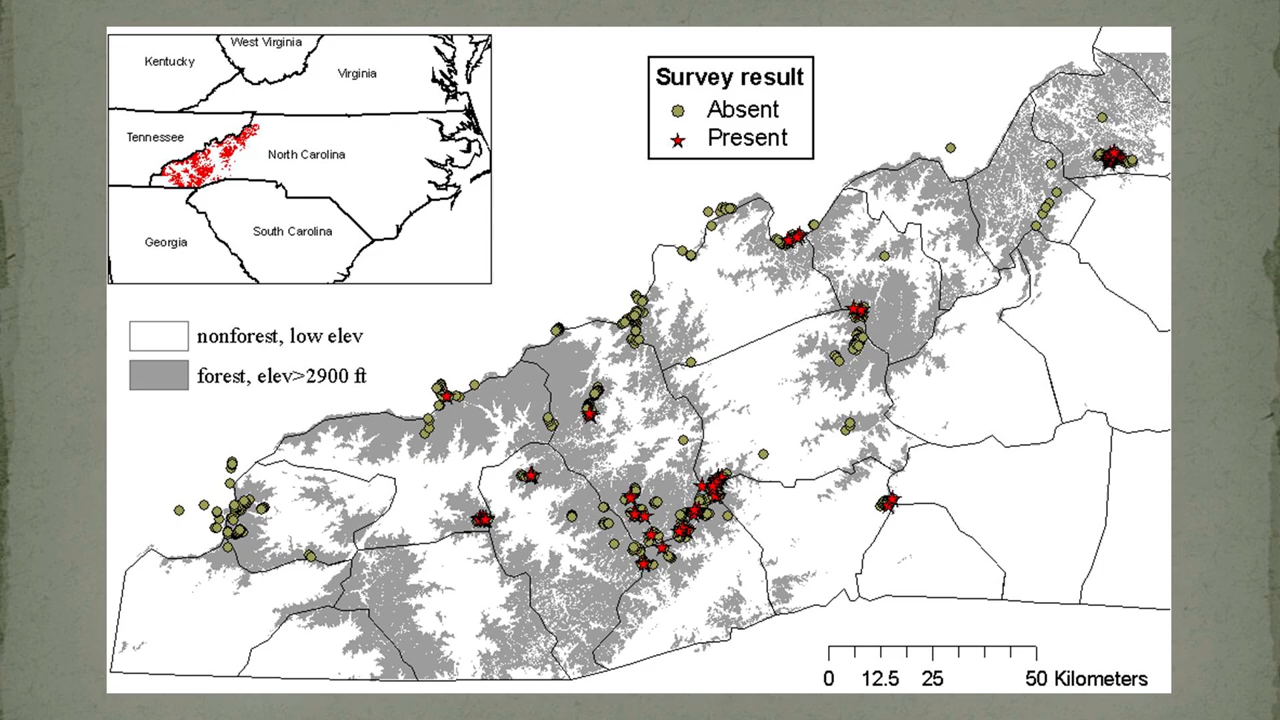 West Virginia
Kentucky
Virginia
Tennessee
North Carolina
South Carolina
Georgia
Survey result
Absent
Present
nonforest, low elev
forest, elev>2900 ft
0 12.5 25 50 Kilometers